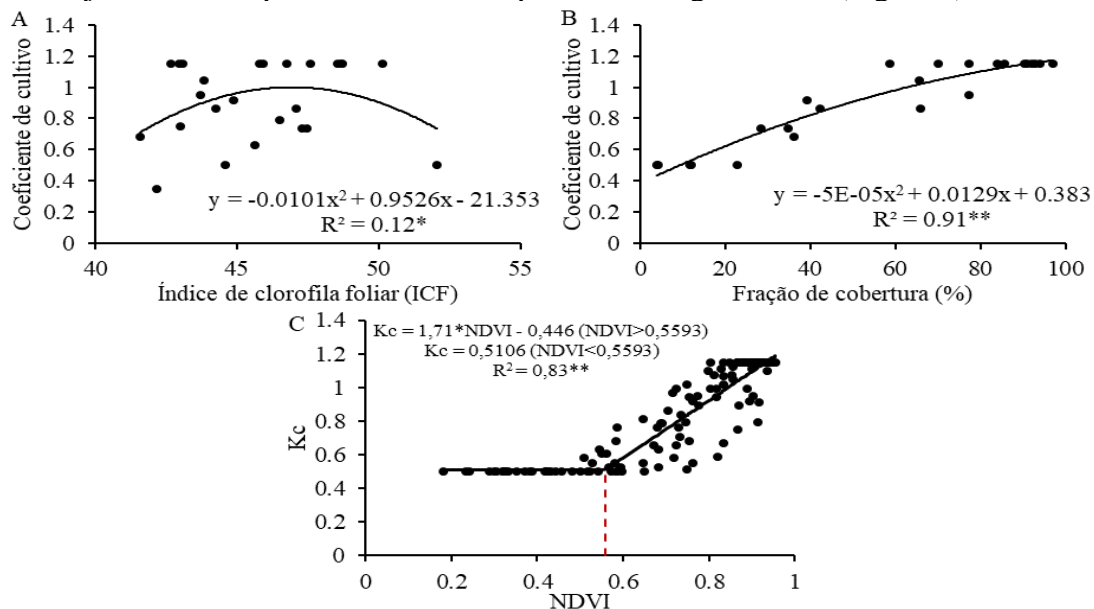 A
1.4
1.2
1
0.8
0.6
0.4
0.2
0
Coeficiente de cultivo
y = -0.0101x² + 0.9526x - 21.353
R² = 0.12*
40 45 50 55
Índice de clorofila foliar (ICF)
B
1.4
1.2
1
0.8
0.6
0.4
0.2
0
Coeficiente de cultivo
y = -5E-05x² + 0.0129x + 0.383
R² = 0.91**
0 20 40 60 80 100
Fração de cobertura (%)
C
1.4
1.2
1
0.8
0.6
0.4
0.2
0
Kc
Kc = 1,71*NDVI - 0,446 (NDVI>0,5593)
Kc = 0,5106 (NDVI<0,5593)
R² = 0,83**
0 0.2 0.4 0.6 0.8 1
NDVI